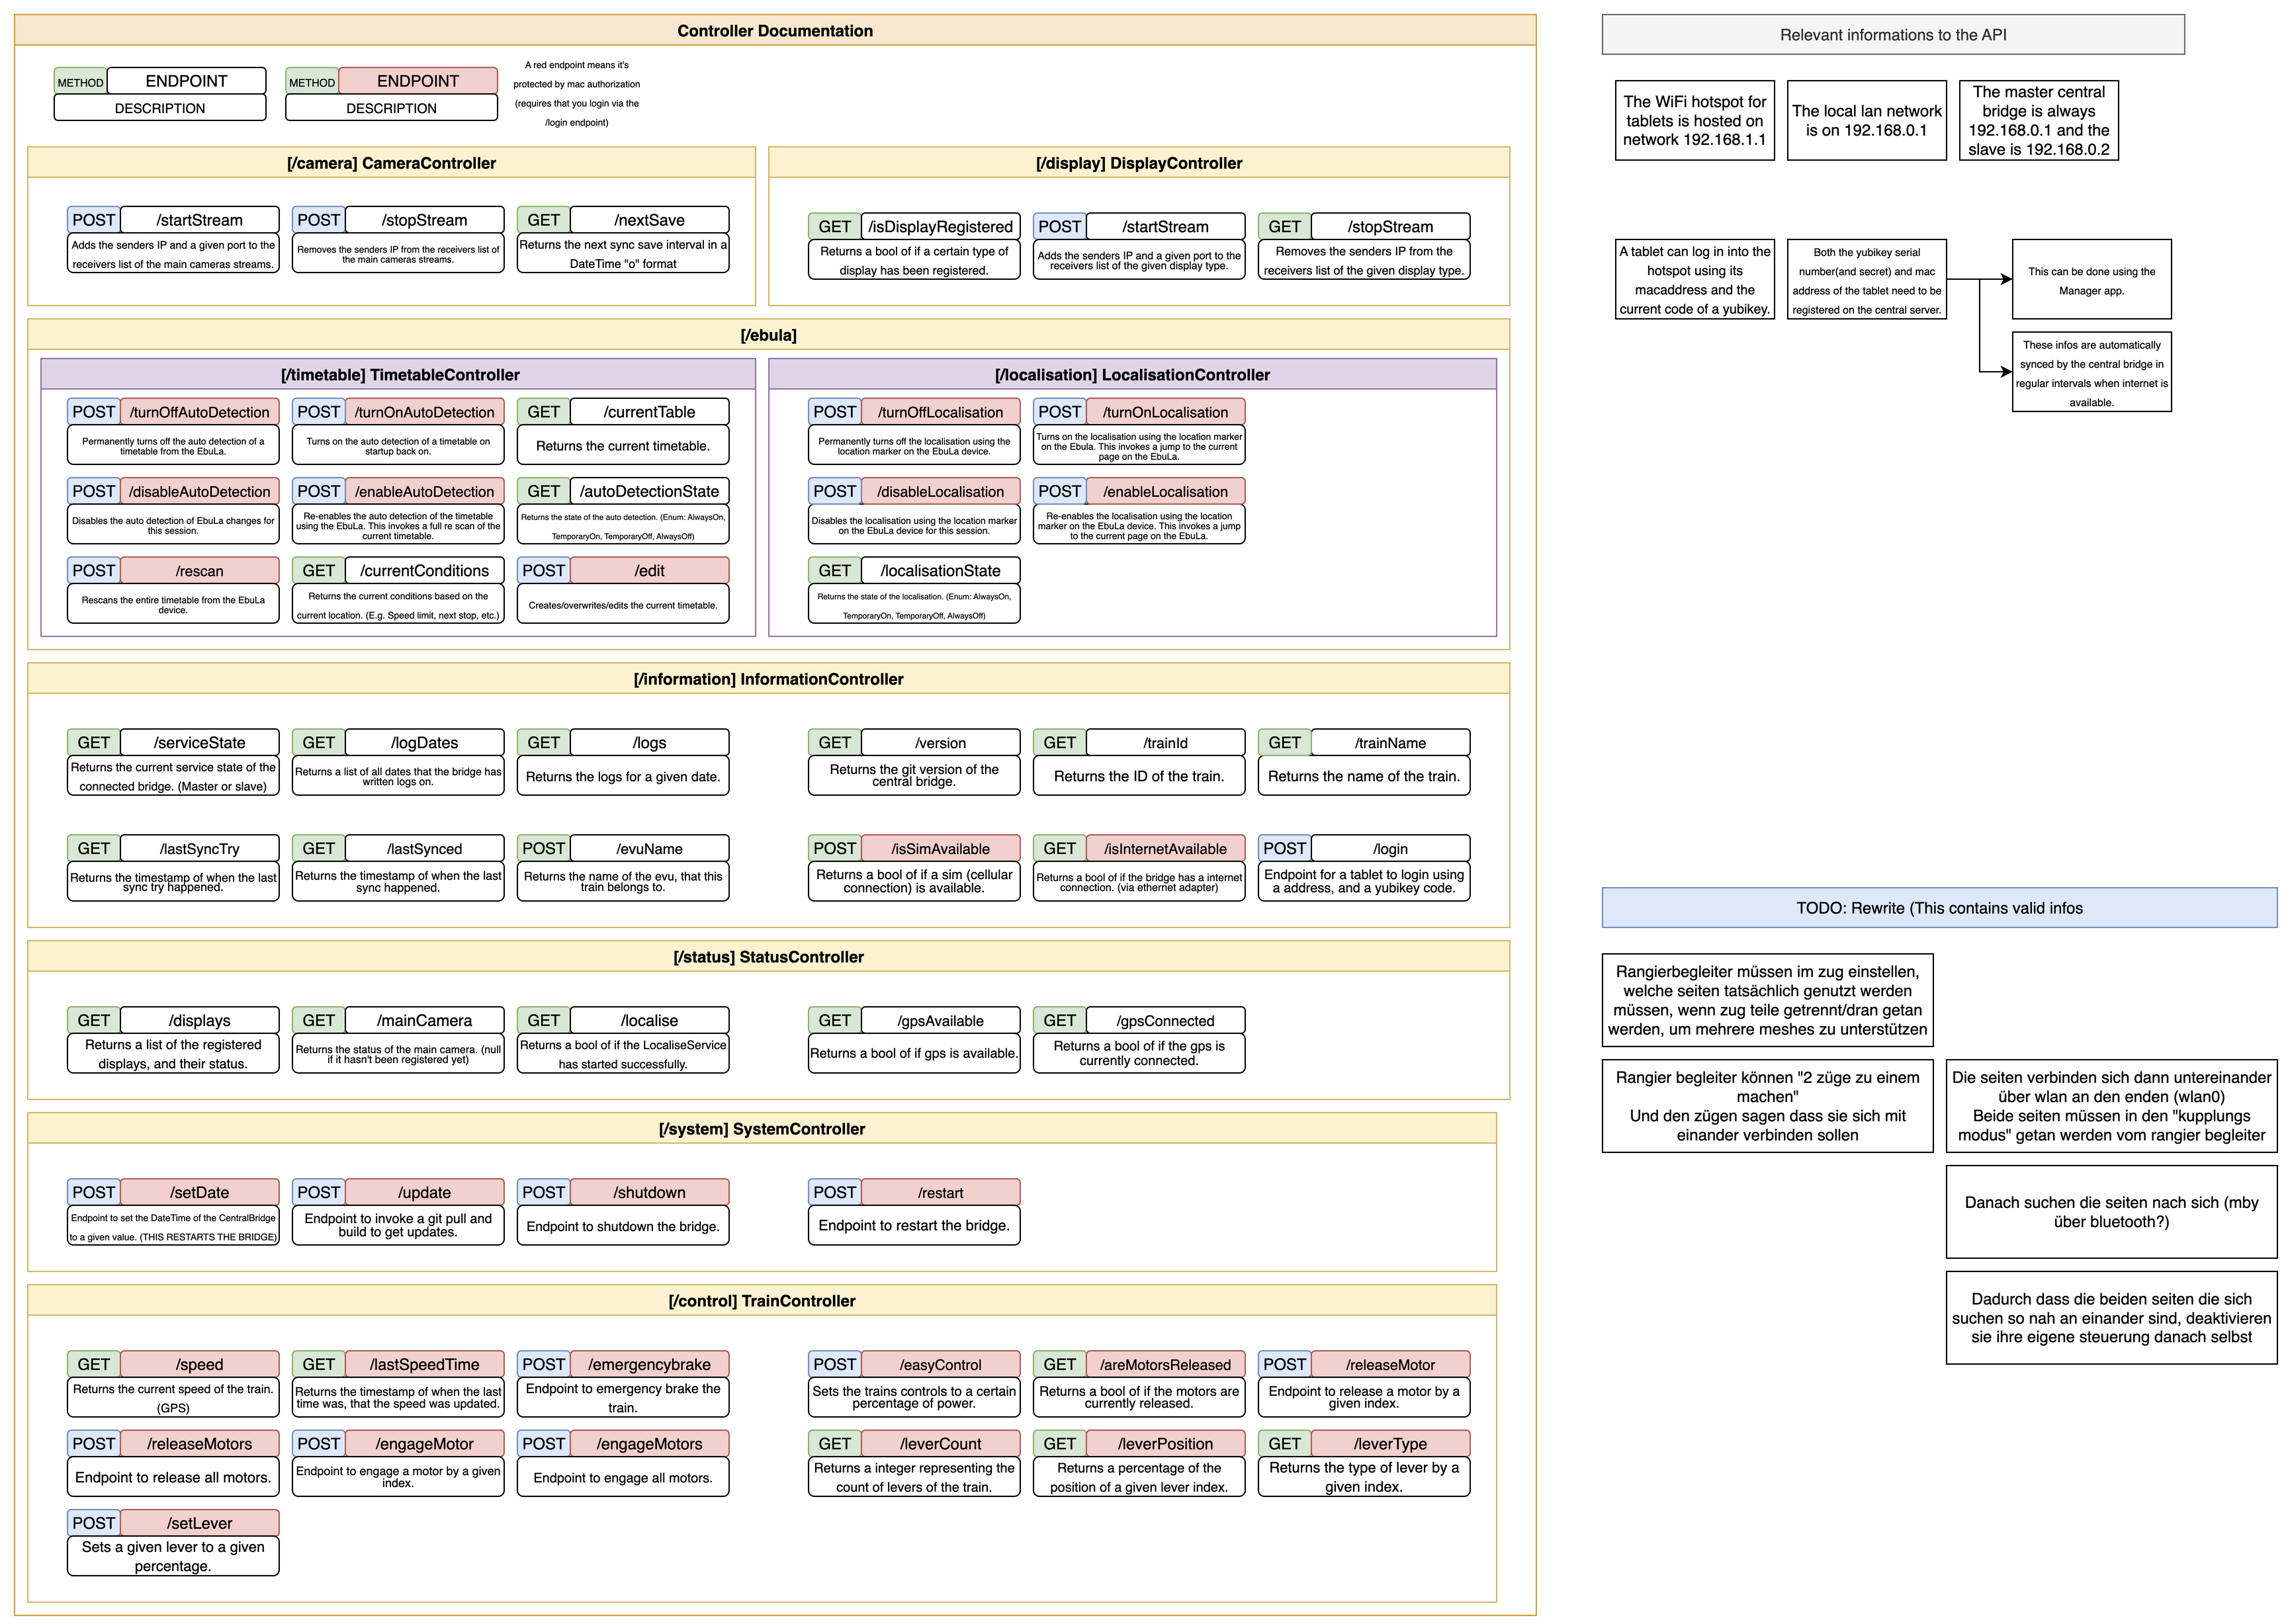 Controller Documentation
METHOD
ENDPOINT
DESCRIPTION
METHOD
ENDPOINT
DESCRIPTION
A red endpoint means it's
protected by mac authorization
(requires that you login via the
/login endpoint)
[/camera] CameraController
POST
/startStream
Adds the senders IP and a given port to the
receivers list of the main cameras streams.
POST
/stopStream
Removes the senders IP from the receivers list of
the main cameras streams.
GET
/nextSave
Returns the next sync save interval in a
DateTime "o" format
[/display] DisplayController
GET
/isDisplayRegistered
Returns a bool of if a certain type of
display has been registered.
POST
/startStream
Adds the senders IP and a given port to the
receivers list of the given display type.
GET
/stopStream
Removes the senders IP from the
receivers list of the given display type.
[/ebula]
[/timetable] TimetableController
POST
/turnOffAutoDetection
Permanently turns off the auto detection of a
timetable from the EbuLa.
POST
/turnOnAutoDetection
Turns on the auto detection of a timetable on
startup back on.
GET
/currentTable
Returns the current timetable.
POST
/disableAutoDetection
Disables the auto detection of EbuLa changes for
this session.
POST
/enableAutoDetection
Re-enables the auto detection of the timetable
using the EbuLa. This invokes a full re scan of the
current timetable.
GET
/autoDetectionState
Returns the state of the auto detection. (Enum: AlwaysOn,
TemporaryOn, TemporaryOff, AlwaysOff)
POST
/rescan
Rescans the entire timetable from the EbuLa
device.
GET
/currentConditions
Returns the current conditions based on the
current location. (E.g. Speed limit, next stop, etc.)
POST
/edit
Creates/overwrites/edits the current timetable.
[/localisation] LocalisationController
POST
/turnOffLocalisation
Permanently turns off the localisation using the
location marker on the EbuLa device.
POST
/turnOnLocalisation
Turns on the localisation using the location marker
on the Ebula. This invokes a jump to the current
page on the EbuLa.
POST
/disableLocalisation
Disables the localisation using the location marker
on the EbuLa device for this session.
POST
/enableLocalisation
Re-enables the localisation using the location
marker on the EbuLa device. This invokes a jump
to the current page on the EbuLa.
GET
/localisationState
Returns the state of the localisation. (Enum: AlwaysOn,
TemporaryOn, TemporaryOff, AlwaysOff)
[/information] InformationController
GET
/serviceState
Returns the current service state of the
connected bridge. (Master or slave)
GET
/logDates
Returns a list of all dates that the bridge has
written logs on.
GET
/logs
Returns the logs for a given date.
GET
/version
Returns the git version of the
central bridge.
GET
/trainId
Returns the ID of the train.
GET
/trainName
Returns the name of the train.
GET
/lastSyncTry
Returns the timestamp of when the last
sync try happened.
GET
/lastSynced
Returns the timestamp of when the last
sync happened.
POST
/evuName
Returns the name of the evu, that this
train belongs to.
POST
/isSimAvailable
Returns a bool of if a sim (cellular
connection) is available.
GET
/isInternetAvailable
Returns a bool of if the bridge has a internet
connection. (via ethernet adapter)
POST
/login
Endpoint for a tablet to login using
a address, and a yubikey code.
[/status] StatusController
GET
/displays
Returns a list of the registered
displays, and their status.
GET
/mainCamera
Returns the status of the main camera. (null
if it hasn't been registered yet)
GET
/localise
Returns a bool of if the LocaliseService
has started successfully.
GET
/gpsAvailable
Returns a bool of if gps is available.
GET
/gpsConnected
Returns a bool of if the gps is
currently connected.
[/system] SystemController
POST
/setDate
Endpoint to set the DateTime of the CentralBridge
to a given value. (THIS RESTARTS THE BRIDGE)
POST
/update
Endpoint to invoke a git pull and
build to get updates.
POST
/shutdown
Endpoint to shutdown the bridge.
POST
/restart
Endpoint to restart the bridge.
[/control] TrainController
GET
/speed
Returns the current speed of the train.
(GPS)
GET
/lastSpeedTime
Returns the timestamp of when the last
time was, that the speed was updated.
POST
/emergencybrake
Endpoint to emergency brake the
train.
POST
/easyControl
Sets the trains controls to a certain
percentage of power.
GET
/areMotorsReleased
Returns a bool of if the motors are
currently released.
POST
/releaseMotor
Endpoint to release a motor by a
given index.
POST
/releaseMotors
Endpoint to release all motors.
POST
/engageMotor
Endpoint to engage a motor by a given
index.
POST
/engageMotors
Endpoint to engage all motors.
GET
/leverCount
Returns a integer representing the
count of levers of the train.
GET
/leverPosition
Returns a percentage of the
position of a given lever index.
GET
/leverType
Returns the type of lever by a
given index.
POST
/setLever
Sets a given lever to a given
percentage.
Relevant informations to the API
The WiFi hotspot for
tablets is hosted on
network 192.168.1.1
The local lan network
is on 192.168.0.1
The master central
bridge is always
192.168.0.1 and the
slave is 192.168.0.2
A tablet can log in into the
hotspot using its
macaddress and the
current code of a yubikey.
Both the yubikey serial
number(and secret) and mac
address of the tablet need to be
registered on the central server.
This can be done using the
Manager app.
These infos are automatically
synced by the central bridge in
regular intervals when internet is
available.
TODO: Rewrite (This contains valid infos
Rangierbegleiter müssen im zug einstellen,
welche seiten tatsächlich genutzt werden
müssen, wenn zug teile getrennt/dran getan
werden, um mehrere meshes zu unterstützen
Rangier begleiter können "2 züge zu einem
machen"
Und den zügen sagen dass sie sich mit
einander verbinden sollen
Die seiten verbinden sich dann untereinander
über wlan an den enden (wlan0)
Beide seiten müssen in den "kupplungs
modus" getan werden vom rangier begleiter
Danach suchen die seiten nach sich (mby
über bluetooth?)
Dadurch dass die beiden seiten die sich
suchen so nah an einander sind, deaktivieren
sie ihre eigene steuerung danach selbst